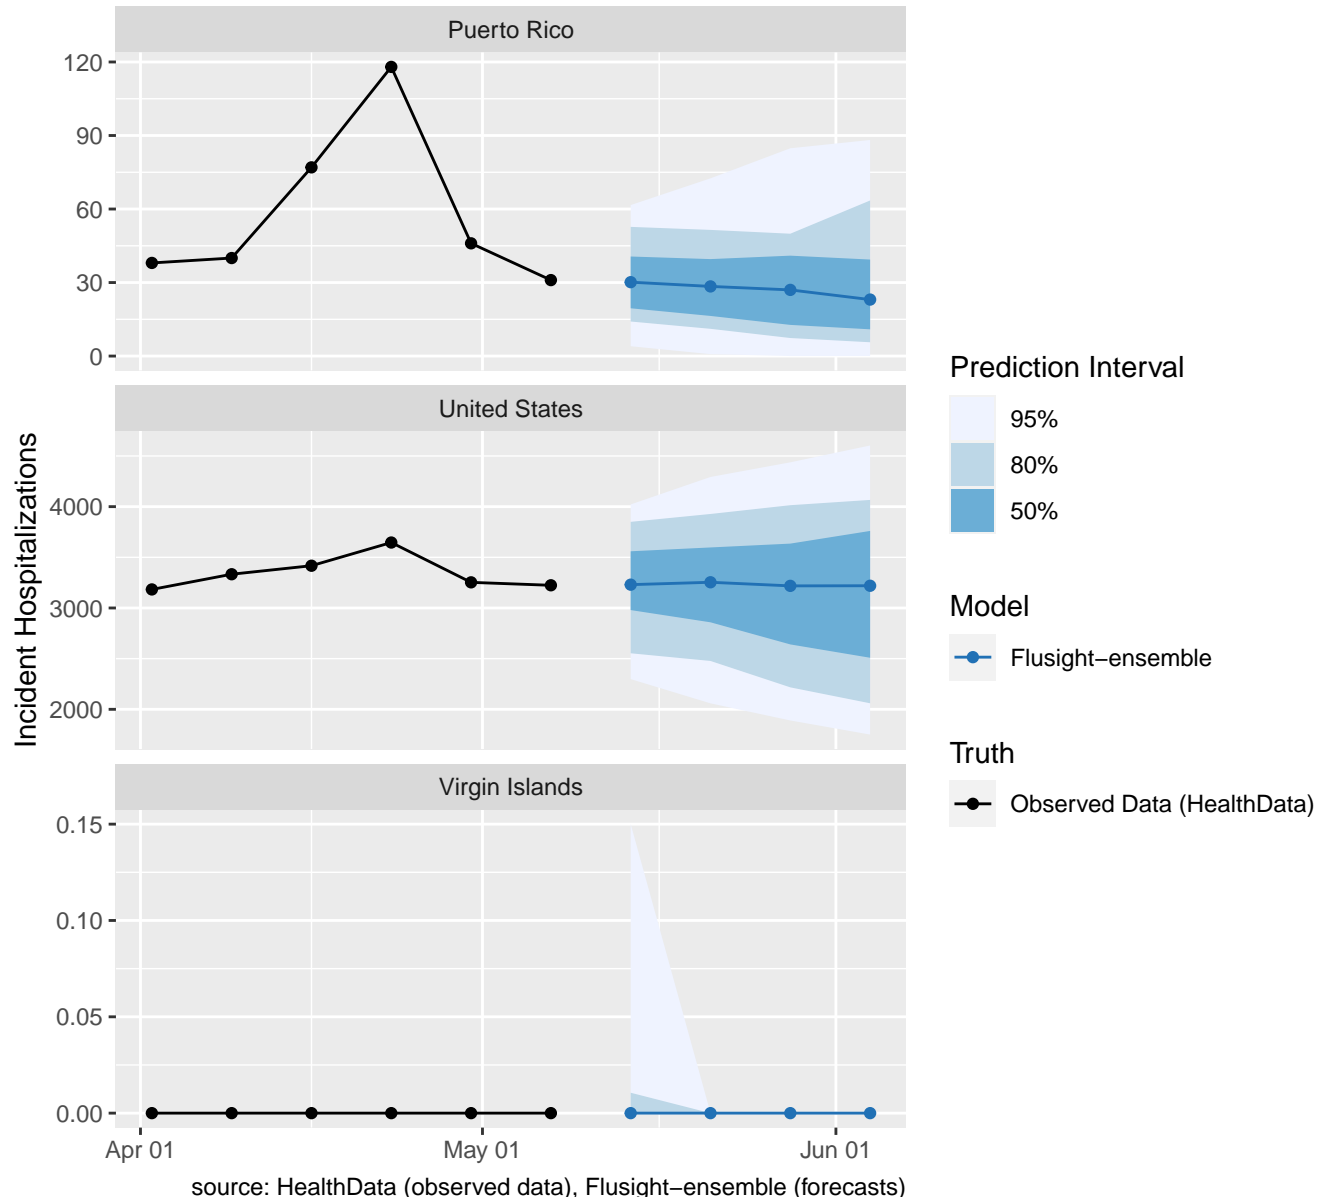 Puerto Rico
120
90
60
30
0
United States
4000
3000
2000
Virgin Islands
0.15
0.10
0.05
0.00
Incident Hospitalizations
Apr 01
May 01
Jun 01
source: HealthData (observed data), Flusight−ensemble (forecasts)
Prediction Interval
95%
80%
50%
Model
Flusight−ensemble
Truth
Observed Data (HealthData)